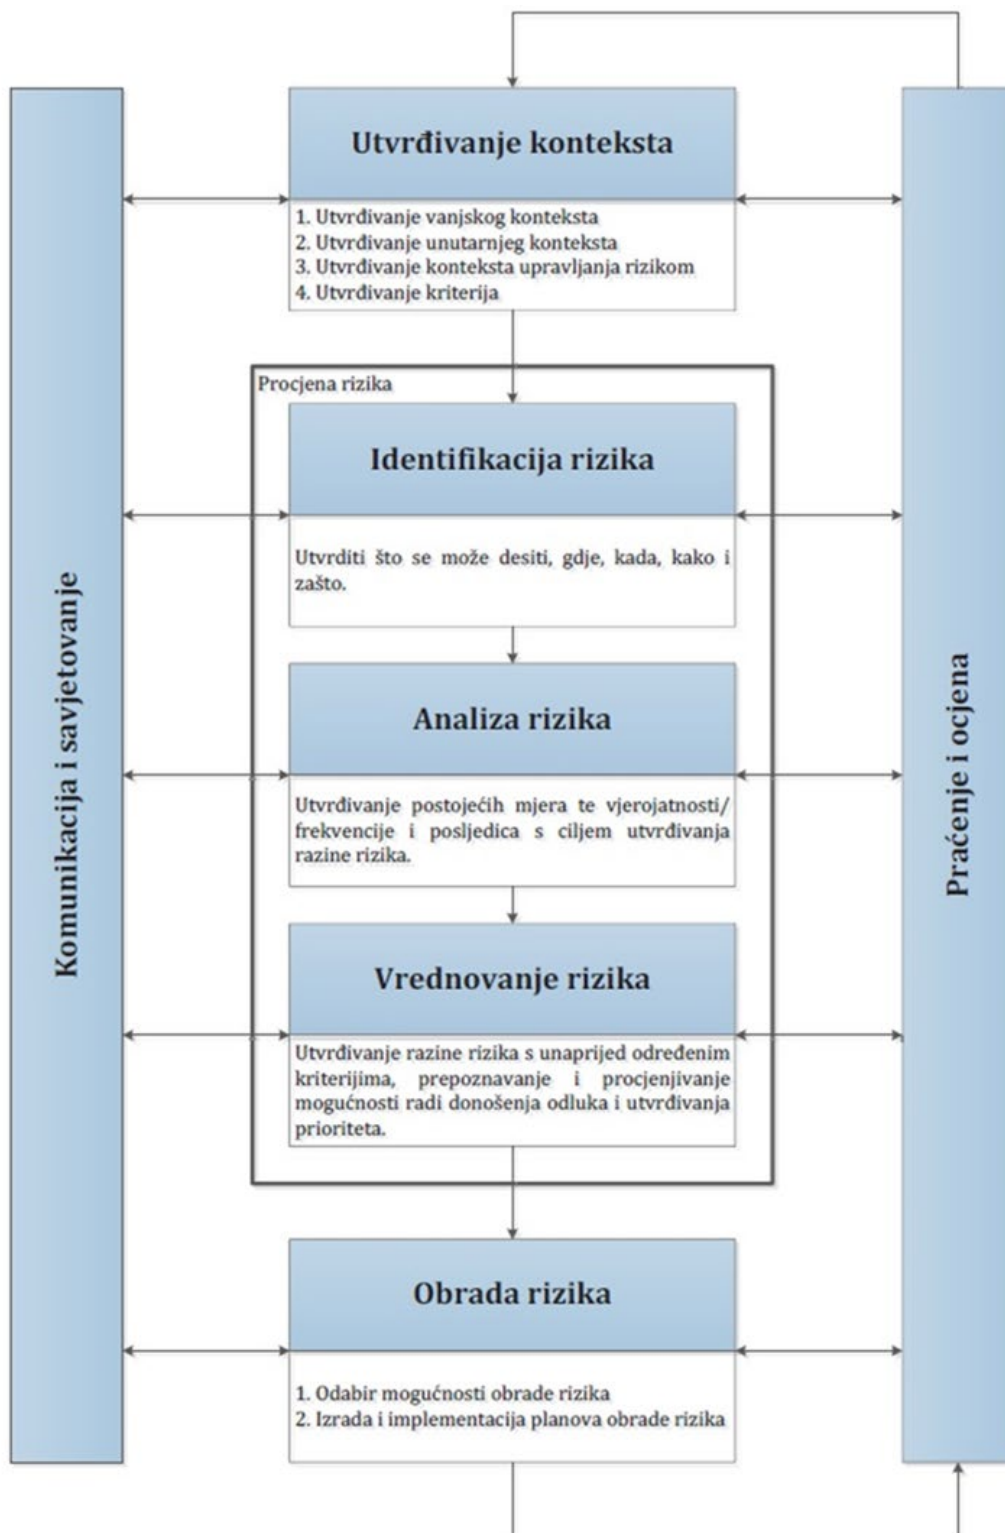 Utvrđivanje konteksta
1. Utvrđivanje vanjskog konteksta
2. Utvrđivanje unutarnjeg konteksta
3. Utvrđivanje konteksta upravljanja rizikom
4. Utvrđivanje kriterija
Procjena rizika
Identifikacija rizika
Utvrditi što se može desiti, gdje, kada, kako i
zašto.
Analiza rizika
Utvrđivanje postojećih mjera te vjerojatnosti/
frekvencije i posljedica s ciljem utvrđivanja
razine rizika.
Vrednovanje rizika
Utvrđivanje razine rizika s unaprijed određenim
kriterijima, prepoznavanje i procjenjivanje
mogućnosti radi donošenja odluka i utvrđivanja
prioriteta.
Obrada rizika
1. Odabir mogućnosti obrade rizika
2. Izrada i implementacija planova obrade rizika
Komunikacija i savjetovanje
Praćenje i ocjena